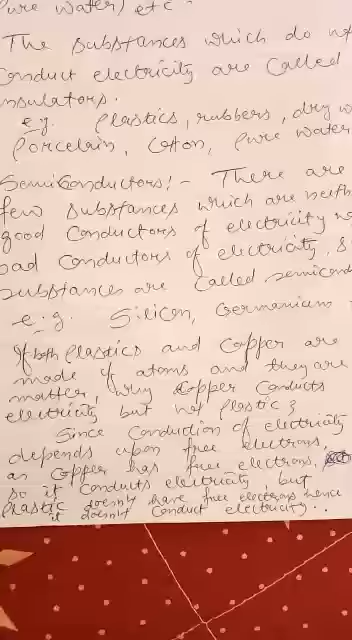 Pure water) etc -
The substances which do not
Conduct electricity are called
insulators.
e.g. Plastics, rubbers, dry w
Porcelain, Coton, Pure water
Semiconductors:- There are
few substances which are neith
good Conductors of electricity n
bad Conductors of electricity, S
substances are Called semicond
e.g. Silicon, Germanium
If both Plastics and Copper are
made of atoms and they are
matter, why Copper Conducts
electricity but not Plastic?
Since Conduction of electricity
depends upon free electrons,
as Copper has free electrons,
so it Conducts electricity, but
Plastic doesn't have free electrons hence
it doesn't Conduct electricity..